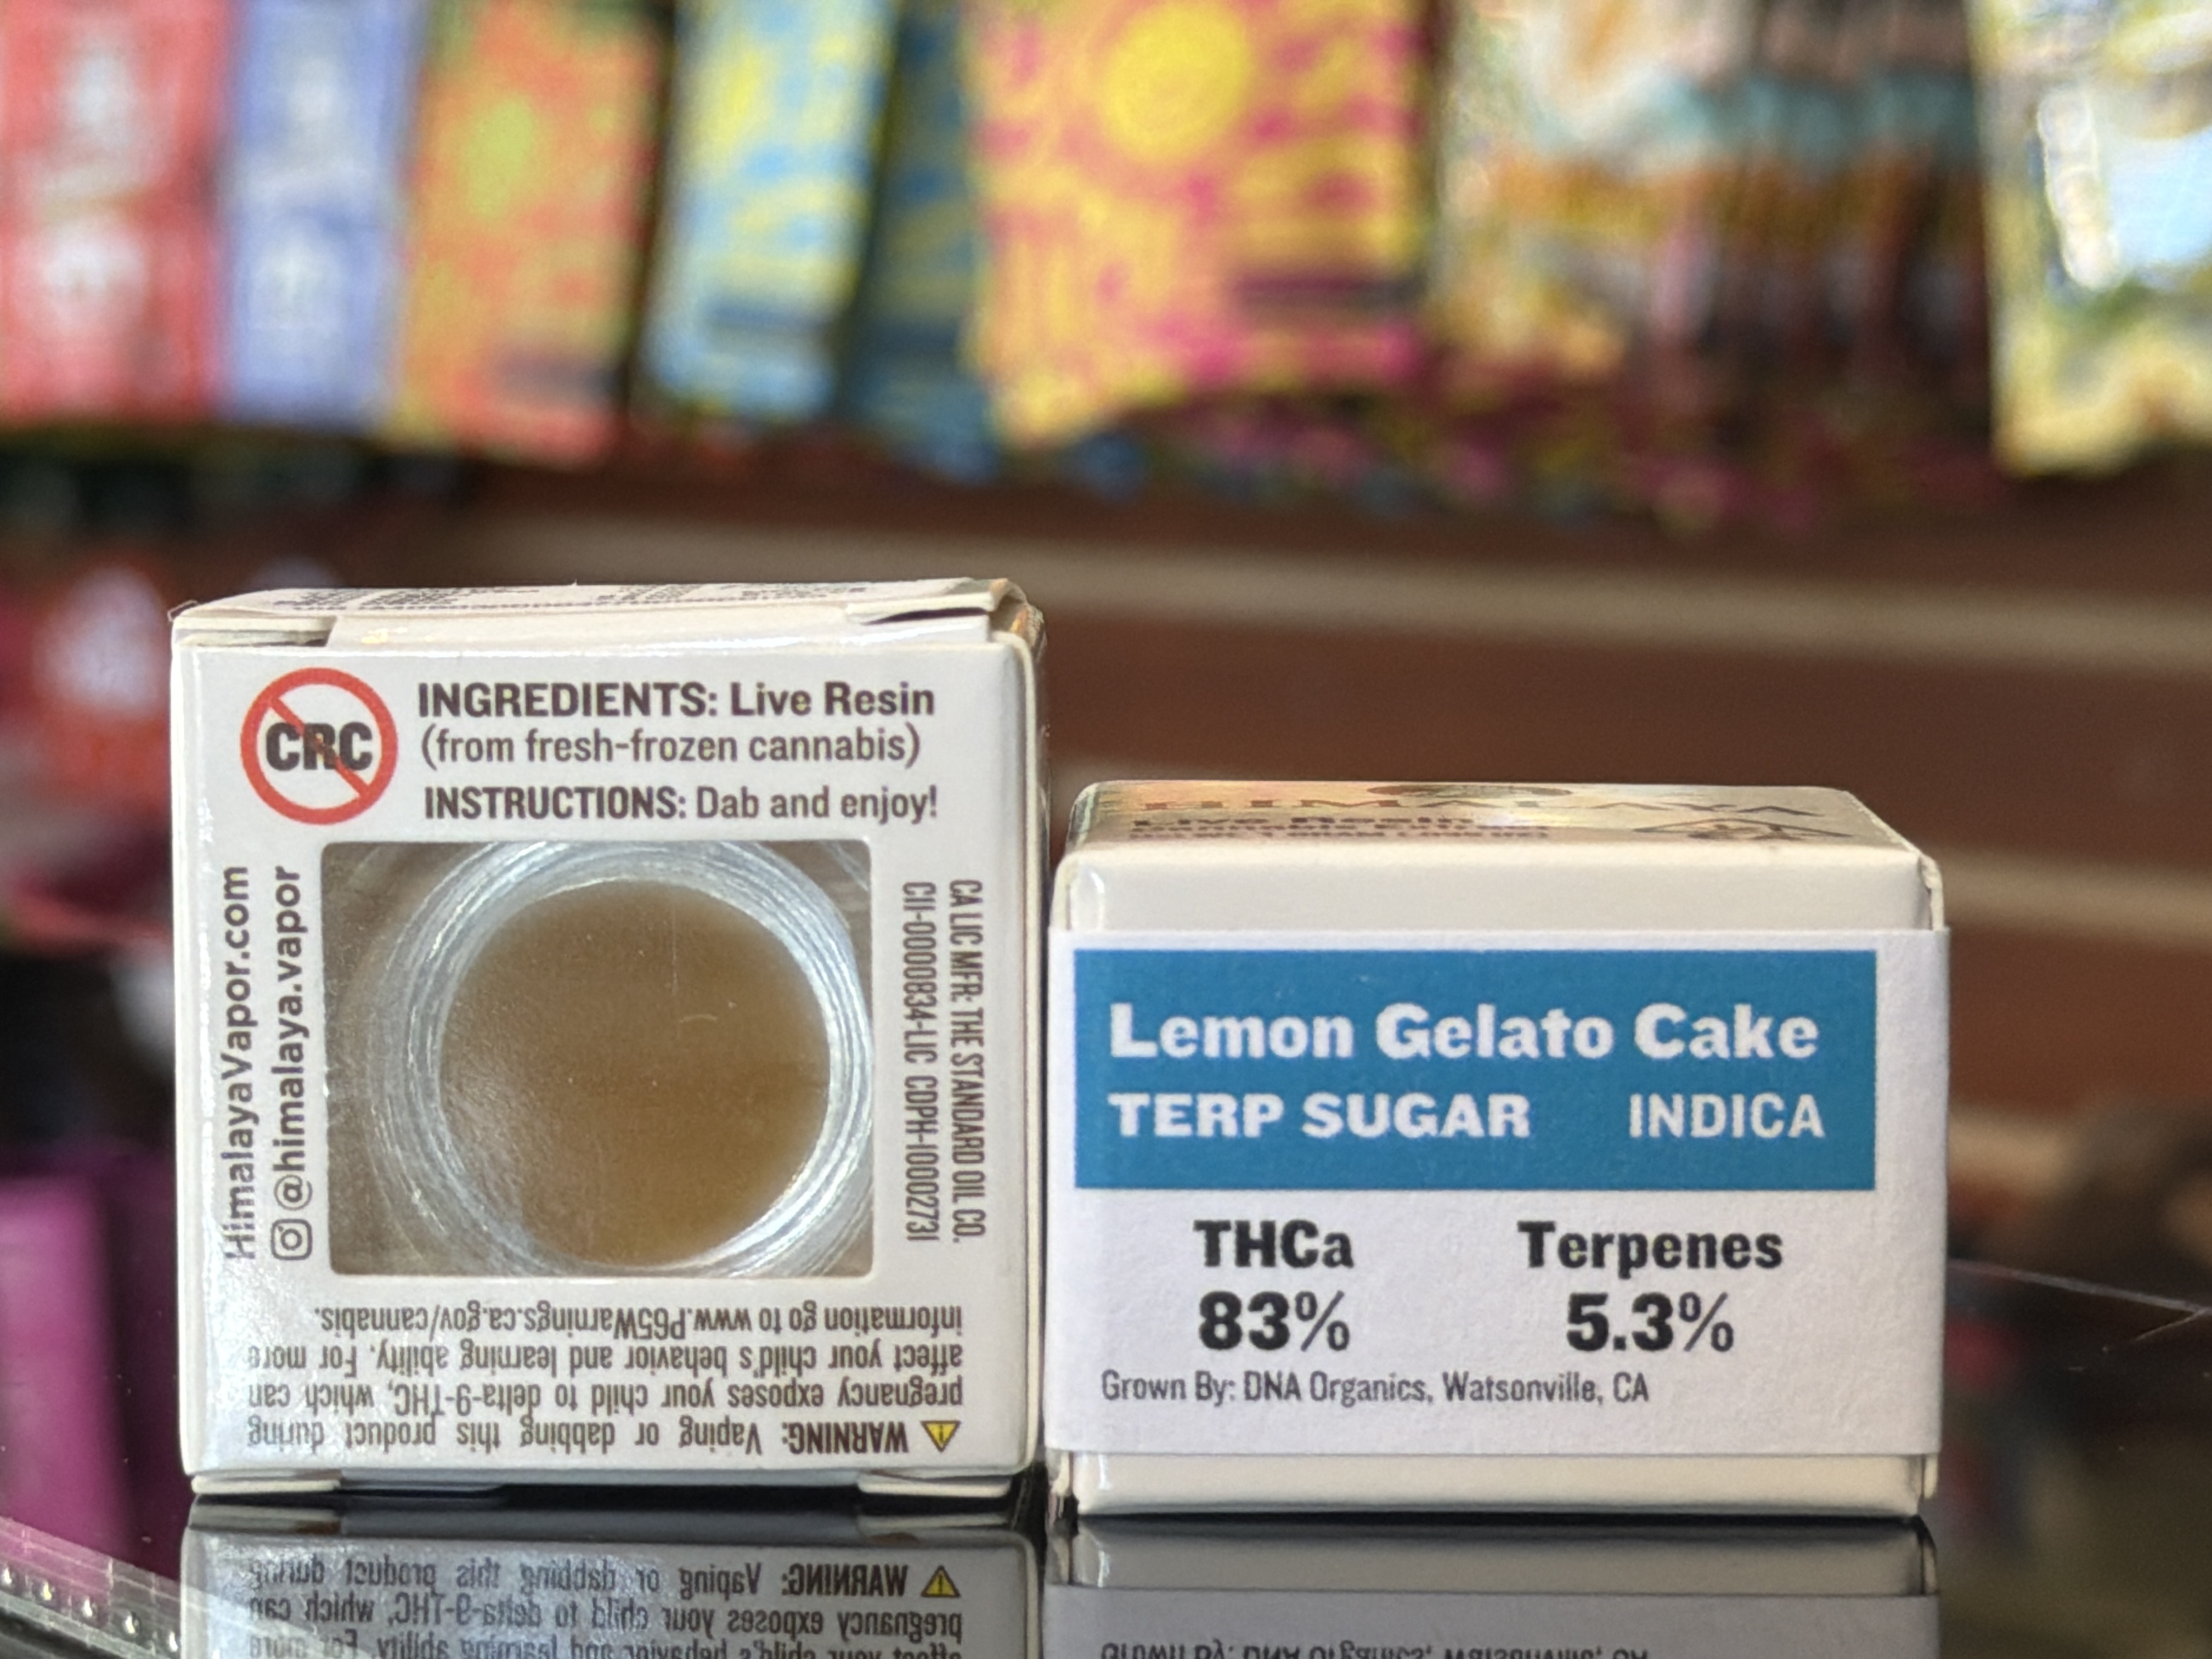 CRC
INGREDIENTS: Live Resin
(from fresh-frozen cannabis)
INSTRUCTIONS: Dab and enjoy!
HimalayaVapor.com
@himalaya.vapor
CA LIC MFR: THE STANDARD OIL CO.
C11-0000834-LIC CDPH-10002731
WARNING: Vaping or dabbing this product during
pregnancy exposes your child to delta-9-THC, which can
affect your child's behavior and learning ability. For more
information go to www.P65Warnings.ca.gov/cannabis.
HIMALAYA
Live Resin
Lemon Gelato Cake
TERP SUGAR INDICA
THCa Terpenes
83% 5.3%
Grown By: DNA Organics, Watsonville, CA